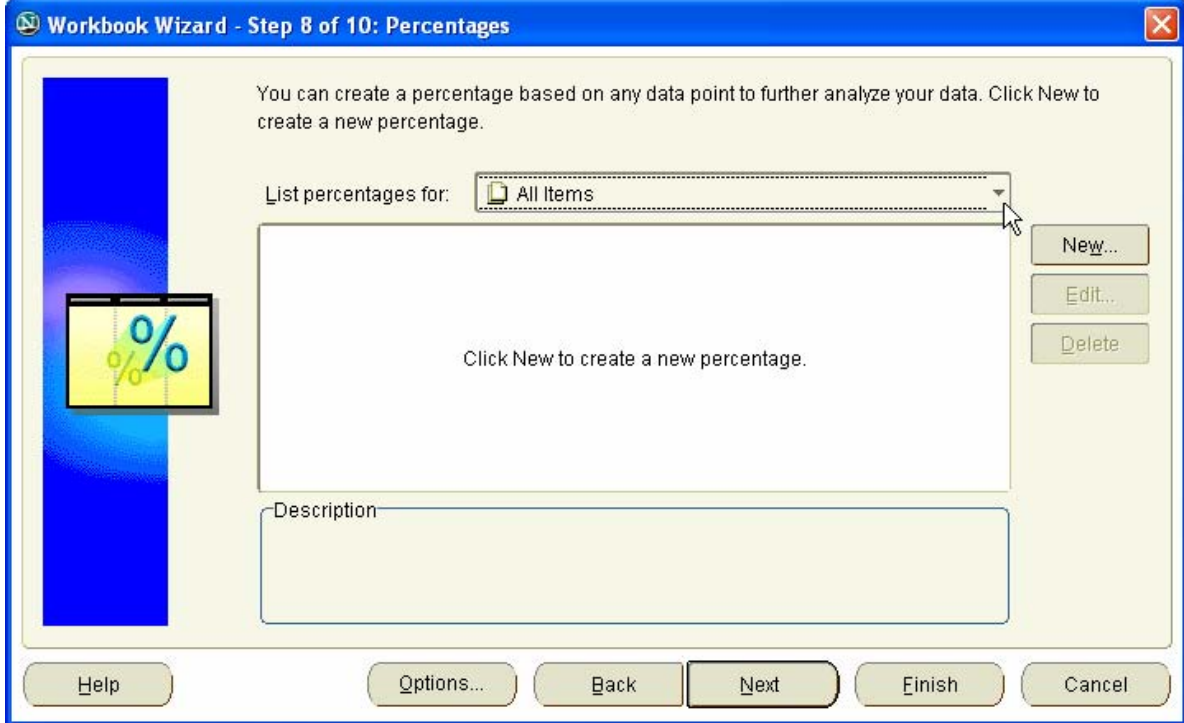 Workbook Wizard - Step 8 of 10: Percentages
You can create a percentage based on any data point to further analyze your data. Click New to
create a new percentage.
List percentages for: All Items
New...
Edit...
Delete
%
%
Click New to create a new percentage.
Description
Help Options... Back Next Finish Cancel